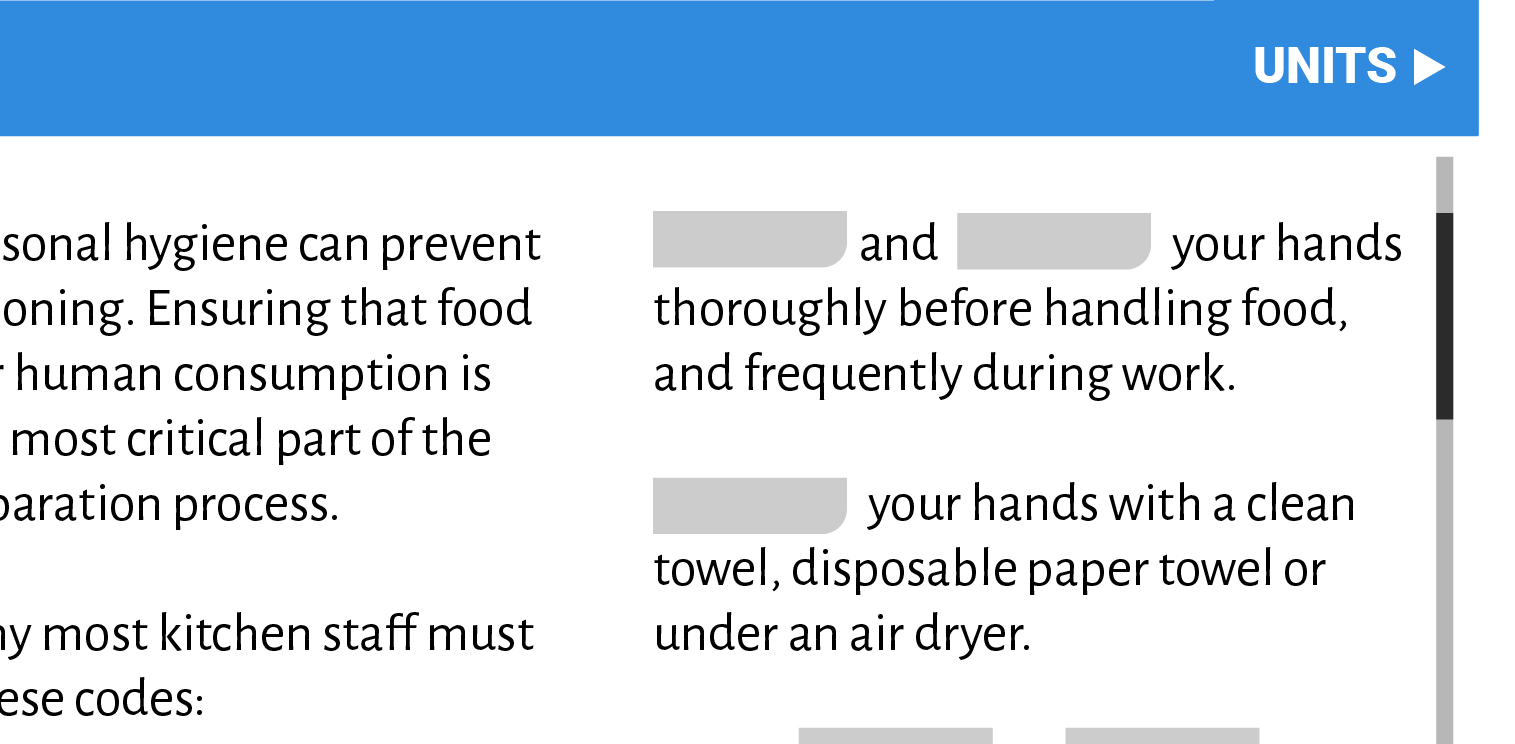 UNITS
sonal hygiene can prevent
oning. Ensuring that food
r human consumption is
most critical part of the
paration process.
ny most kitchen staff must
ese codes:
and your hands
thoroughly before handling food,
and frequently during work.
your hands with a clean
towel, disposable paper towel or
under an air dryer.